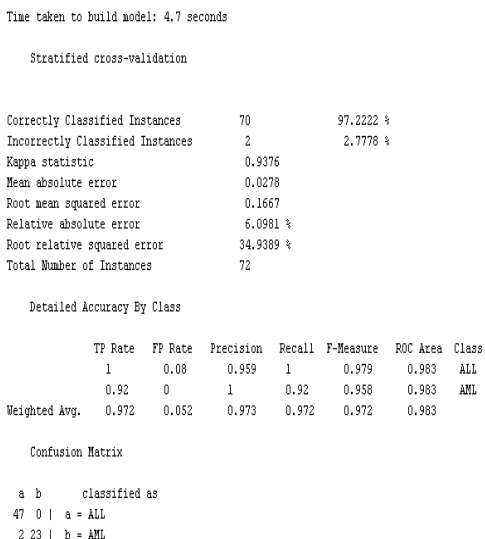 Time taken to build model: 4.7 seconds
Stratified cross-validation
Correctly Classified Instances 70 97.2222 %
Incorrectly Classified Instances 2 2.7778 %
Kappa statistic 0.9376
Mean absolute error 0.0278
Root mean squared error 0.1667
Relative absolute error 6.0981 %
Root relative squared error 34.9389 %
Total Number of Instances 72
Detailed Accuracy By Class
TP Rate FP Rate Precision Recall F-Measure ROC Area Class
1 0.08 0.959 1 0.979 0.983 ALL
0.92 0 1 0.92 0.958 0.983 AML
Weighted Avg. 0.972 0.052 0.973 0.972 0.972 0.983
Confusion Matrix
a b classified as
47 0 | a = ALL
2 23 | b = AML